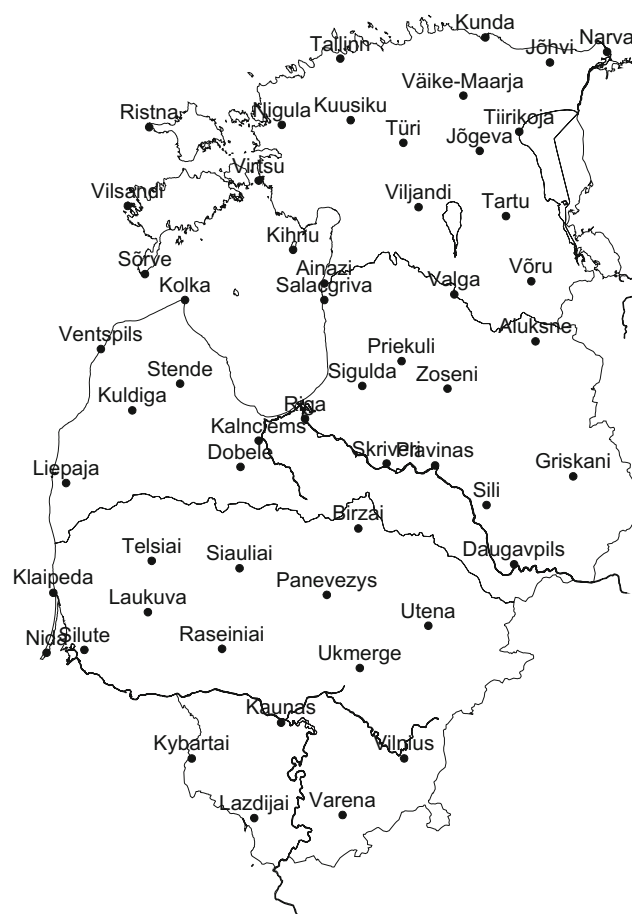 Kunda
Narva
Tallinn
Jõhvi
Väike-Maarja
Ristna
Nigula
Kuusiku
Tiirikoja
Türi
Jõgeva
Virtsu
Vilsandi
Viljandi
Tartu
Kihnu
Sõrve
Ainazi
Võru
Kolka
Salacgriva
Valga
Aluksne
Ventspils
Priekuli
Stende
Sigulda
Zoseni
Kuldiga
Riga
Kalnciems
Dobele
Skriveri
Plavinas
Liepaja
Griskani
Sili
Birzai
Telsiai
Siauliai
Daugavpils
Klaipeda
Panevezys
Laukuva
Utena
Nida
Silute
Raseiniai
Ukmerge
Kaunas
Kybartai
Vilnius
Lazdijai
Varena